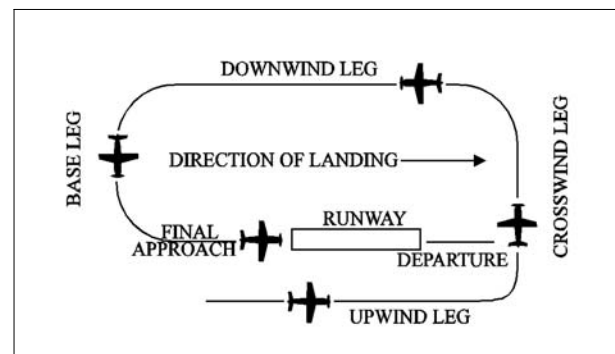 DOWNWIND LEG
BASE LEG
DIRECTION OF LANDING
CROSSWIND LEG
RUNWAY
FINAL
APPROACH
DEPARTURE
UPWIND LEG